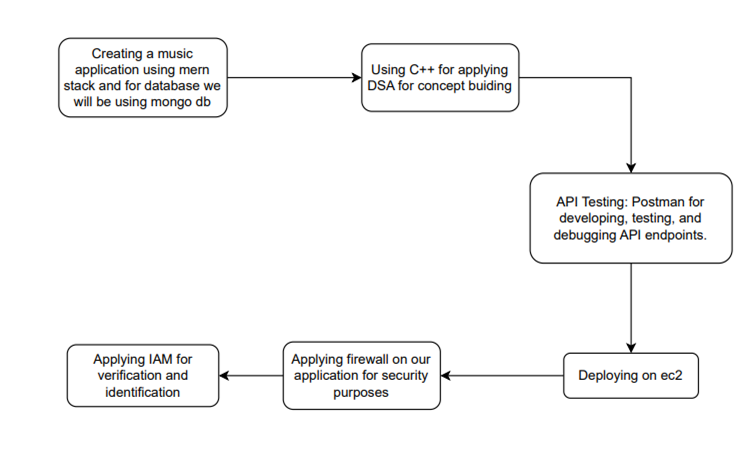 Creating a music
application using mern
stack and for database we
will be using mongo db
Using C++ for applying
DSA for concept buiding
API Testing: Postman for
developing, testing, and
debugging API endpoints.
Deploying on ec2
Applying firewall on our
application for security
purposes
Applying IAM for
verification and
identification